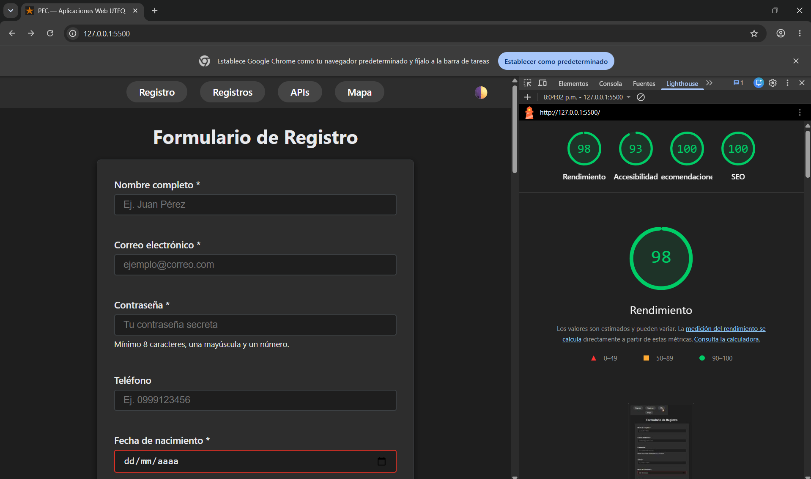 PFC — Aplicaciones Web UTEQ
127.0.0.1:5500
Establece Google Chrome como tu navegador predeterminado y fíjalo a la barra de tareas
Establecer como predeterminado
Registro
Registros
APIs
Mapa
Formulario de Registro
Nombre completo *
Ej. Juan Pérez
Correo electrónico *
ejemplo@correo.com
Contraseña *
Tu contraseña secreta
Mínimo 8 caracteres, una mayúscula y un número.
Teléfono
Ej. 0999123456
Fecha de nacimiento *
dd/mm/aaaa
Elementos
Consola
Fuentes
Lighthouse
1
8:04:02 p.m. - 127.0.0.1:5500
http://127.0.0.1:5500/
98
93
100
100
Rendimiento
Accesibilidad
ecomendacione
SEO
98
Rendimiento
Los valores son estimados y pueden variar. La medición del rendimiento se
calcula directamente a partir de estas métricas. Consulta la calculadora.
0–49
50–89
90–100